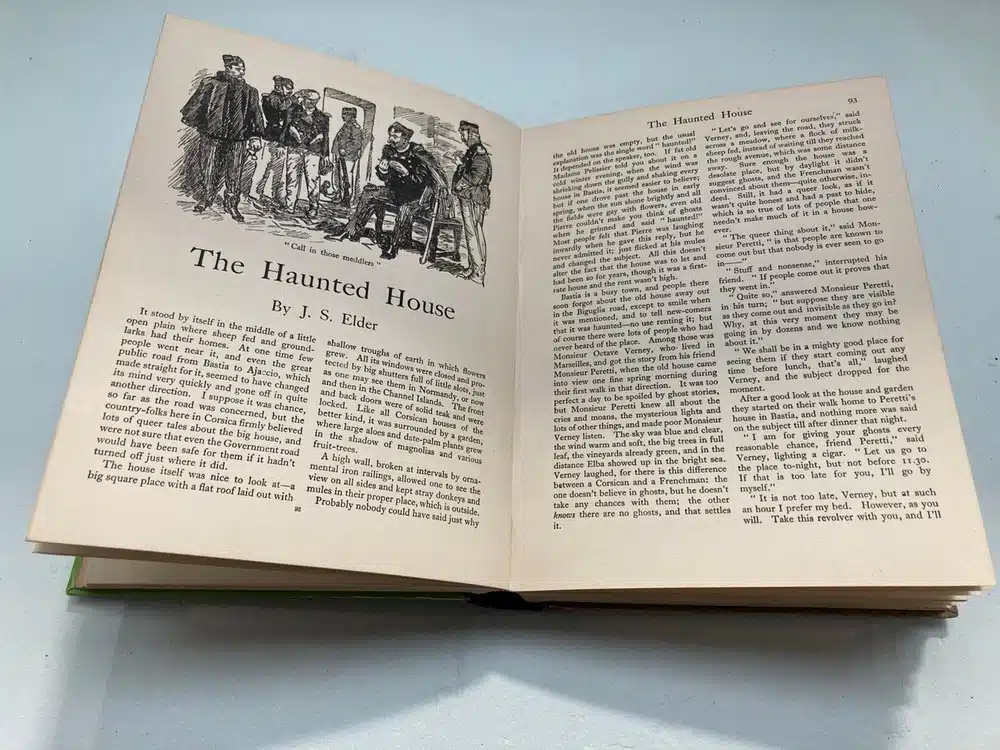 "Call in those meddlers"
The Haunted House
By J. S. Elder
It stood by itself in the middle of a little
open plain where sheep fed and ground-
larks had their homes. At one time few
people went near it, and even the great
public road from Bastia to Ajaccio, which
made straight for it, seemed to have changed
its mind very quickly and gone off in quite
another direction. I suppose it was chance,
so far as the road was concerned, but the
country-folks here in Corsica firmly believed
lots of queer tales about the big house, and
were not sure that even the Government road
would have been safe for them if it hadn't
turned off just where it did.
The house itself was nice to look at—a
big square place with a flat roof laid out with
shallow troughs of earth in which flowers
grew. All its windows were closed and pro-
tected by big shutters full of little slots, just
as one may see them in Normandy, or now
and then in the Channel Islands. The front
and back doors were of solid teak and were
locked. Like all Corsican houses of the
better kind, it was surrounded by a garden,
where large aloes and date-palm plants grew
in the shadow of magnolias and various
fruit-trees.
A high wall, broken at intervals by orna-
mental iron railings, allowed one to see the
view on all sides and kept stray donkeys and
mules in their proper place, which is outside.
Probably nobody could have said just why
92
The Haunted House
93
the old house was empty, but the usual
explanation was the single word "haunted!"
It depended on the speaker, too. If fat old
Madame Pelissier told you about it on a
cold winter evening, when the wind was
shrieking down the gully and shaking every
house in Bastia, it seemed easier to believe;
but if one drove past the house in early
spring, when the sun shone brightly and all
the fields were gay with flowers, even old
Pierre couldn't make you think of ghosts
when he grinned and said "haunted!"
Most people felt that Pierre was laughing
inwardly when he gave this reply, but he
never admitted it; just flicked at his mules
and changed the subject. All this doesn't
alter the fact that the house was to let and
had been so for years, though it was a first-
rate house and the rent wasn't high.
Bastia is a busy town, and people there
soon forgot about the old house away out
in the Biguglia road, except to smile when
it was mentioned, and to tell new-comers
that it was haunted—no use renting it; but
of course there were lots of people who had
never heard of the place. Among those was
Monsieur Octave Verney, who lived in
Marseilles, and got the story from his friend
Monsieur Peretti, when the old house came
into view one fine spring morning during
their first walk in that direction. It was too
perfect a day to be spoiled by ghost stories,
but Monsieur Peretti knew all about the
cries and moans, the mysterious lights and
lots of other things, and made poor Monsieur
Verney listen. The sky was blue and clear,
the wind warm and soft, the big trees in full
leaf, the vineyards already green, and in the
distance Elba showed up in the bright sea.
Verney laughed, for there is this difference
between a Corsican and a Frenchman: the
one doesn't believe in ghosts, but he doesn't
take any chances with them; the other
knows there are no ghosts, and that settles
it.
"Let's go and see for ourselves," said
Verney, and, leaving the road, they struck
across a meadow, where a flock of milk-
sheep fed, instead of waiting till they reached
the rough avenue, which was some distance
away. Sure enough the house was a
desolate place, but by daylight it didn't
suggest ghosts, and the Frenchman wasn't
convinced about them—quite otherwise, in-
deed. Still, it had a queer look, as if it
wasn't quite honest and had a past to hide,
which is so true of lots of people that one
needn't make much of it in a house how-
ever.
"The queer thing about it," said Mon-
sieur Peretti, "is that people are known to
come out but that nobody is ever seen to go
in—"
"Stuff and nonsense," interrupted his
friend. "If people come out it proves that
they went in."
"Quite so," answered Monsieur Peretti,
in his turn; "but suppose they are visible
as they come out and invisible as they go in?
Why, at this very moment they may be
going in by dozens and we know nothing
about it."
"We shall be in a mighty good place for
seeing them if they start coming out any
time before lunch, that's all," laughed
Verney, and the subject dropped for the
moment.
After a good look at the house and garden
they started on their walk home to Peretti's
house in Bastia, and nothing more was said
on the subject till after dinner that night.
"I am for giving your ghosts every
reasonable chance, friend Peretti," said
Verney, lighting a cigar. "Let us go to
the place to-night, but not before 11.30.
If that is too late for you, I'll go by
myself."
"It is not too late, Verney, but at such
an hour I prefer my bed. However, as you
will. Take this revolver with you, and I'll